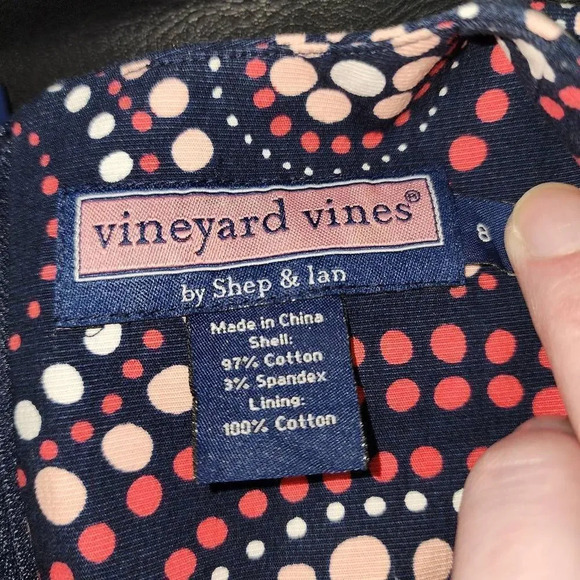 vineyard vines®
by Shep & Ian
8
Made in China
Shell:
97% Cotton
3% Spandex
Lining:
100% Cotton